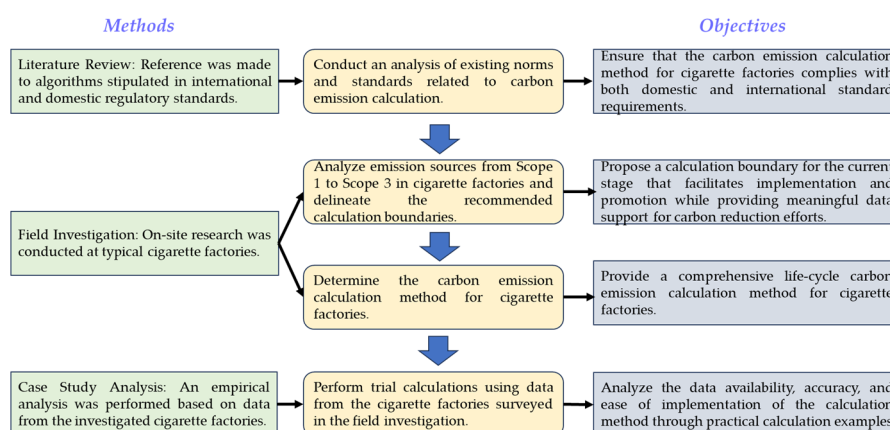 Methods
Objectives
Literature Review: Reference was made
to algorithms stipulated in international
and domestic regulatory standards.
Conduct an analysis of existing norms
and standards related to carbon
emission calculation.
Ensure that the carbon emission calculation
method for cigarette factories complies with
both domestic and international standard
requirements.
Analyze emission sources from Scope
1 to Scope 3 in cigarette factories and
delineate the recommended
calculation boundaries.
Propose a calculation boundary for the current
stage that facilitates implementation and
promotion while providing meaningful data
support for carbon reduction efforts.
Field Investigation: On-site research was
conducted at typical cigarette factories.
Determine the carbon emission
calculation method for cigarette
factories.
Provide a comprehensive life-cycle carbon
emission calculation method for cigarette
factories.
Case Study Analysis: An empirical
analysis was performed based on data
from the investigated cigarette factories.
Perform trial calculations using data
from the cigarette factories surveyed
in the field investigation.
Analyze the data availability, accuracy, and
ease of implementation of the calculation
method through practical calculation examples